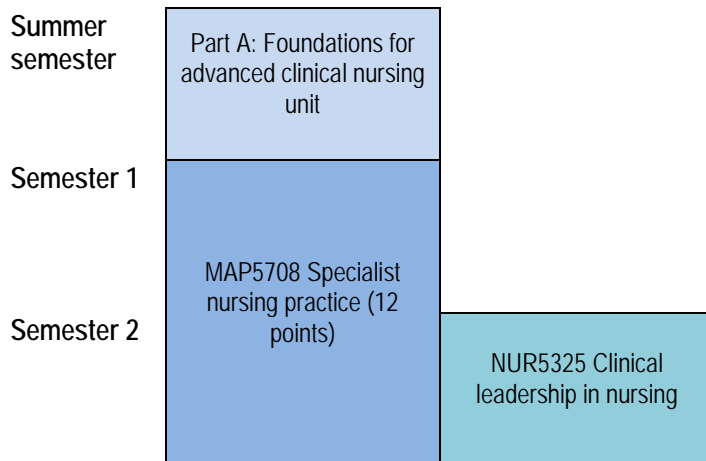 Summer
semester
Part A: Foundations for
advanced clinical nursing
unit
Semester 1
MAP5708 Specialist
nursing practice (12
points)
Semester 2
NUR5325 Clinical
leadership in nursing